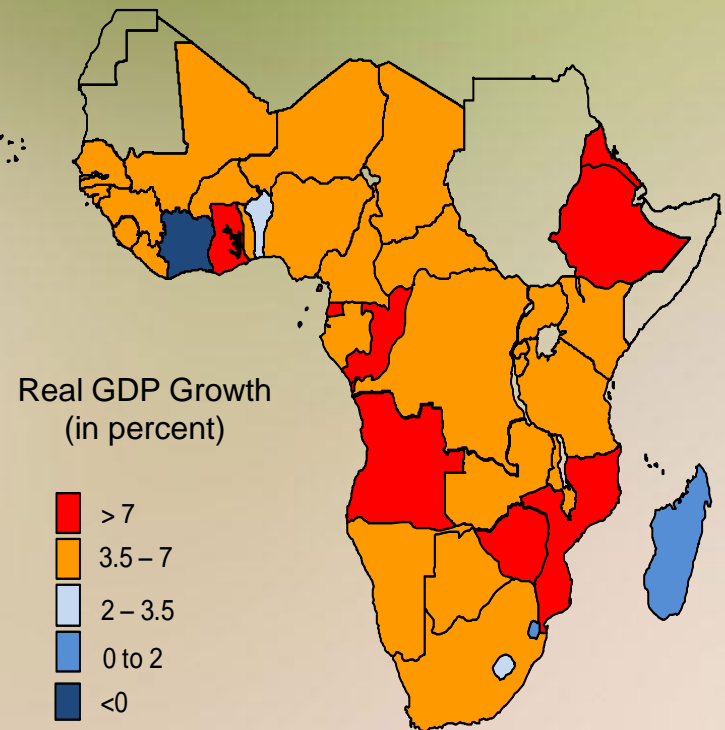 Real GDP Growth
(in percent)
> 7
3.5 – 7
2 – 3.5
0 to 2
<0